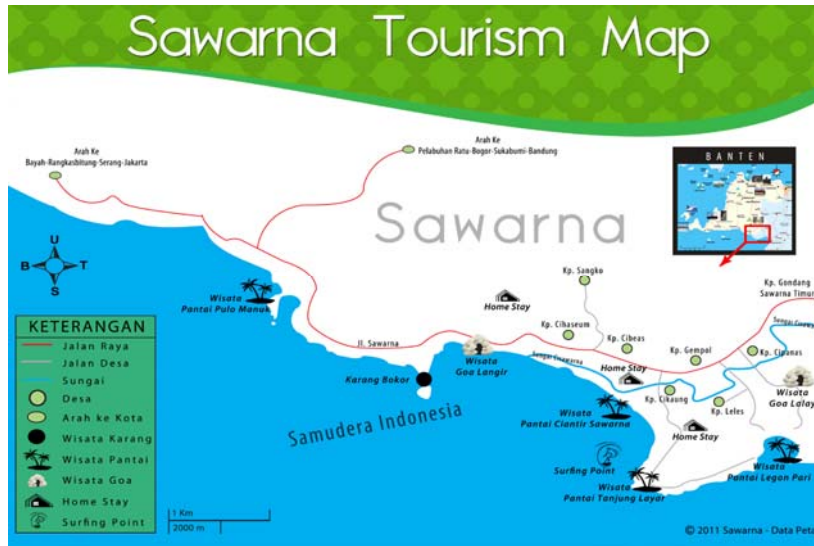 Sawarna Tourism Map
Arah Ke
Bayah-Rangkasbitung-Serang-Jakarta
Arah Ke
Pelabuhan Ratu-Bogor-Sukabumi-Bandung
BANTEN
Sawarna
U
B T
S
Kp. Sangko
Kp. Gondang
Sawarna Timur
Wisata
Pantai Pulo Manuk
Home Stay
Kp. Cihaseum
Kp. Cibeas
Jl. Sawarna
Wisata
Goa Langir
Kp. Gempol
Kp. Cipanas
Home Stay
Karang Bokor
Kp. Cikaung
Kp. Leles
Wisata
Goa Lalay
Wisata
Pantai Ciantir Sawarna
Home Stay
Samudera Indonesia
Surfing Point
Wisata
Pantai Tanjung Layar
Wisata
Pantai Legon Pari
KETERANGAN
Jalan Raya
Jalan Desa
Sungai
Desa
Arah ke Kota
Wisata Karang
Wisata Pantai
Wisata Goa
Home Stay
Surfing Point
1 Km
2000 m
© 2011 Sawarna - Data Peta